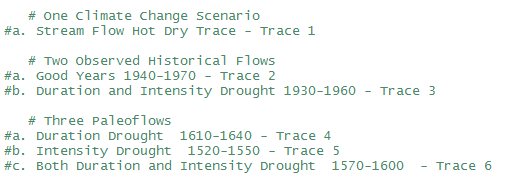 # One Climate Change Scenario
#a. Stream Flow Hot Dry Trace - Trace 1
# Two Observed Historical Flows
#a. Good Years 1940-1970 - Trace 2
#b. Duration and Intensity Drought 1930-1960 - Trace 3
# Three Paleoflows
#a. Duration Drought  1610-1640 - Trace 4
#b. Intensity Drought  1520-1550 - Trace 5
#c. Both Duration and Intensity Drought  1570-1600  - Trace 6